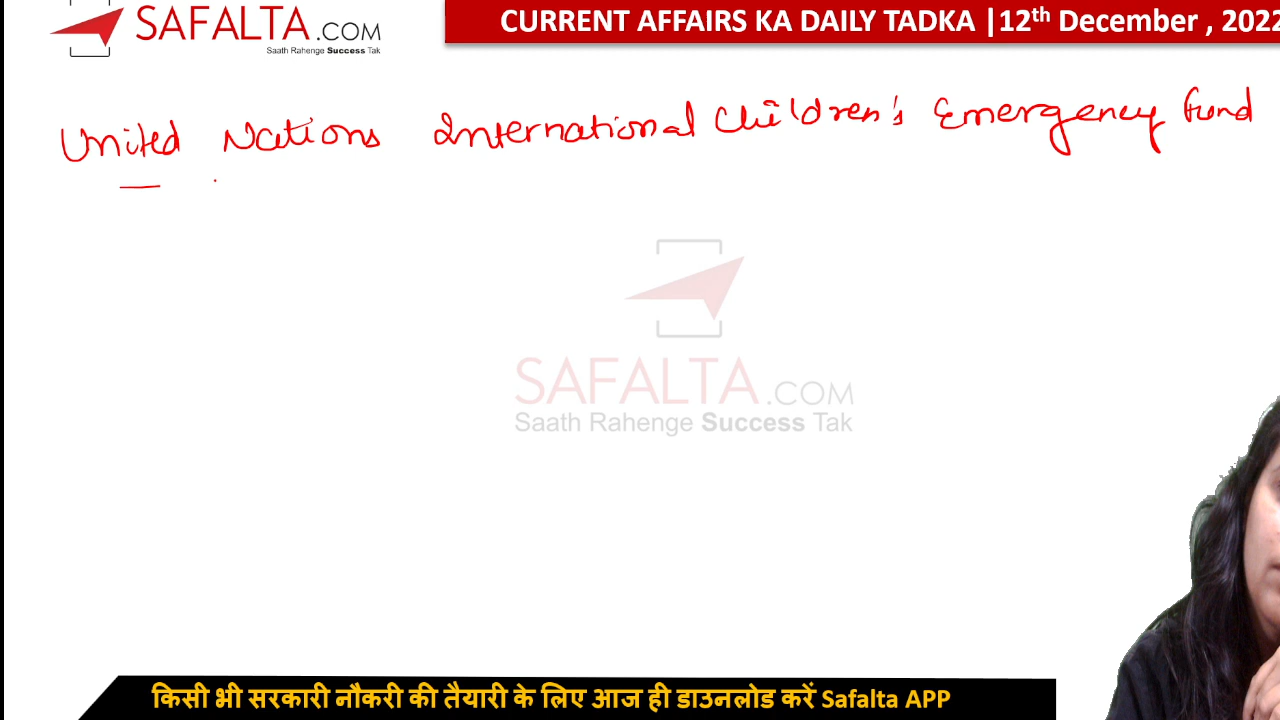 SAFALTA.COM
Saath Rahenge Success Tak
CURRENT AFFAIRS KA DAILY TADKA |12th December , 2022
United Nations International Children's Emergency Fund
SAFALTA.COM
Saath Rahenge Success Tak
किसी भी सरकारी नौकरी की तैयारी के लिए आज ही डाउनलोड करें Safalta APP